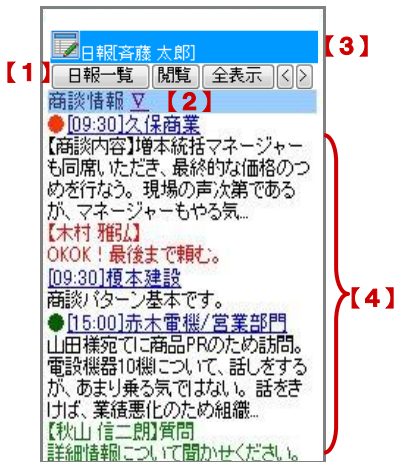 日報[斉藤 太郎]
【3】
【1】
日報一覧 閲覧 全表示 < >
商談情報 ▽ 【2】
●[09:30]久保商業
【商談内容】増本統括マネージャー
も同席いただき、最終的な価格のつ
めを行なう。現場の声次第である
が、マネージャーもやる気...
【木村 雅弘】
OKOK！最後まで頼む。
[09:30]榎本建設
商談パターン基本です。
【4】
●[15:00]赤木電機/営業部門
山田様宛てに商品PRのため訪問。
電設機器10機について、話しをする
が、あまり乗る気ではない。話をき
けば、業績悪化のため組織...
【秋山 信二朗】質問
詳細情報について聞かせください。